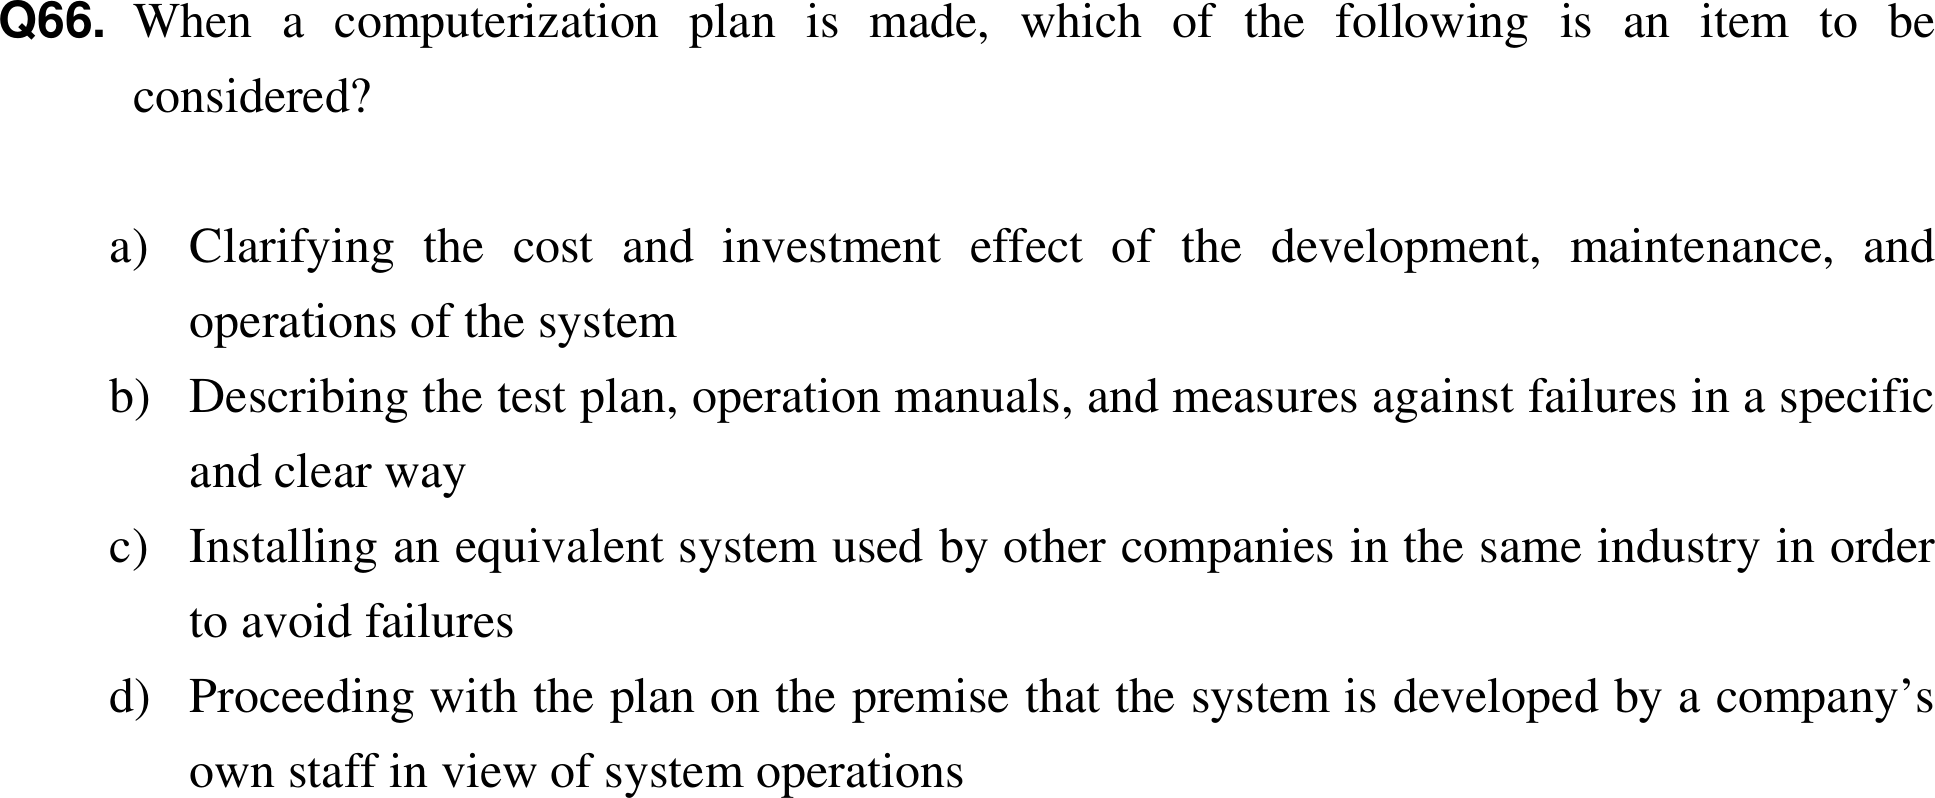 Q66. When a computerization plan is made, which of the following is an item to be
considered?
a) Clarifying the cost and investment effect of the development, maintenance, and
operations of the system
b) Describing the test plan, operation manuals, and measures against failures in a specific
and clear way
c) Installing an equivalent system used by other companies in the same industry in order
to avoid failures
d) Proceeding with the plan on the premise that the system is developed by a company’s
own staff in view of system operations